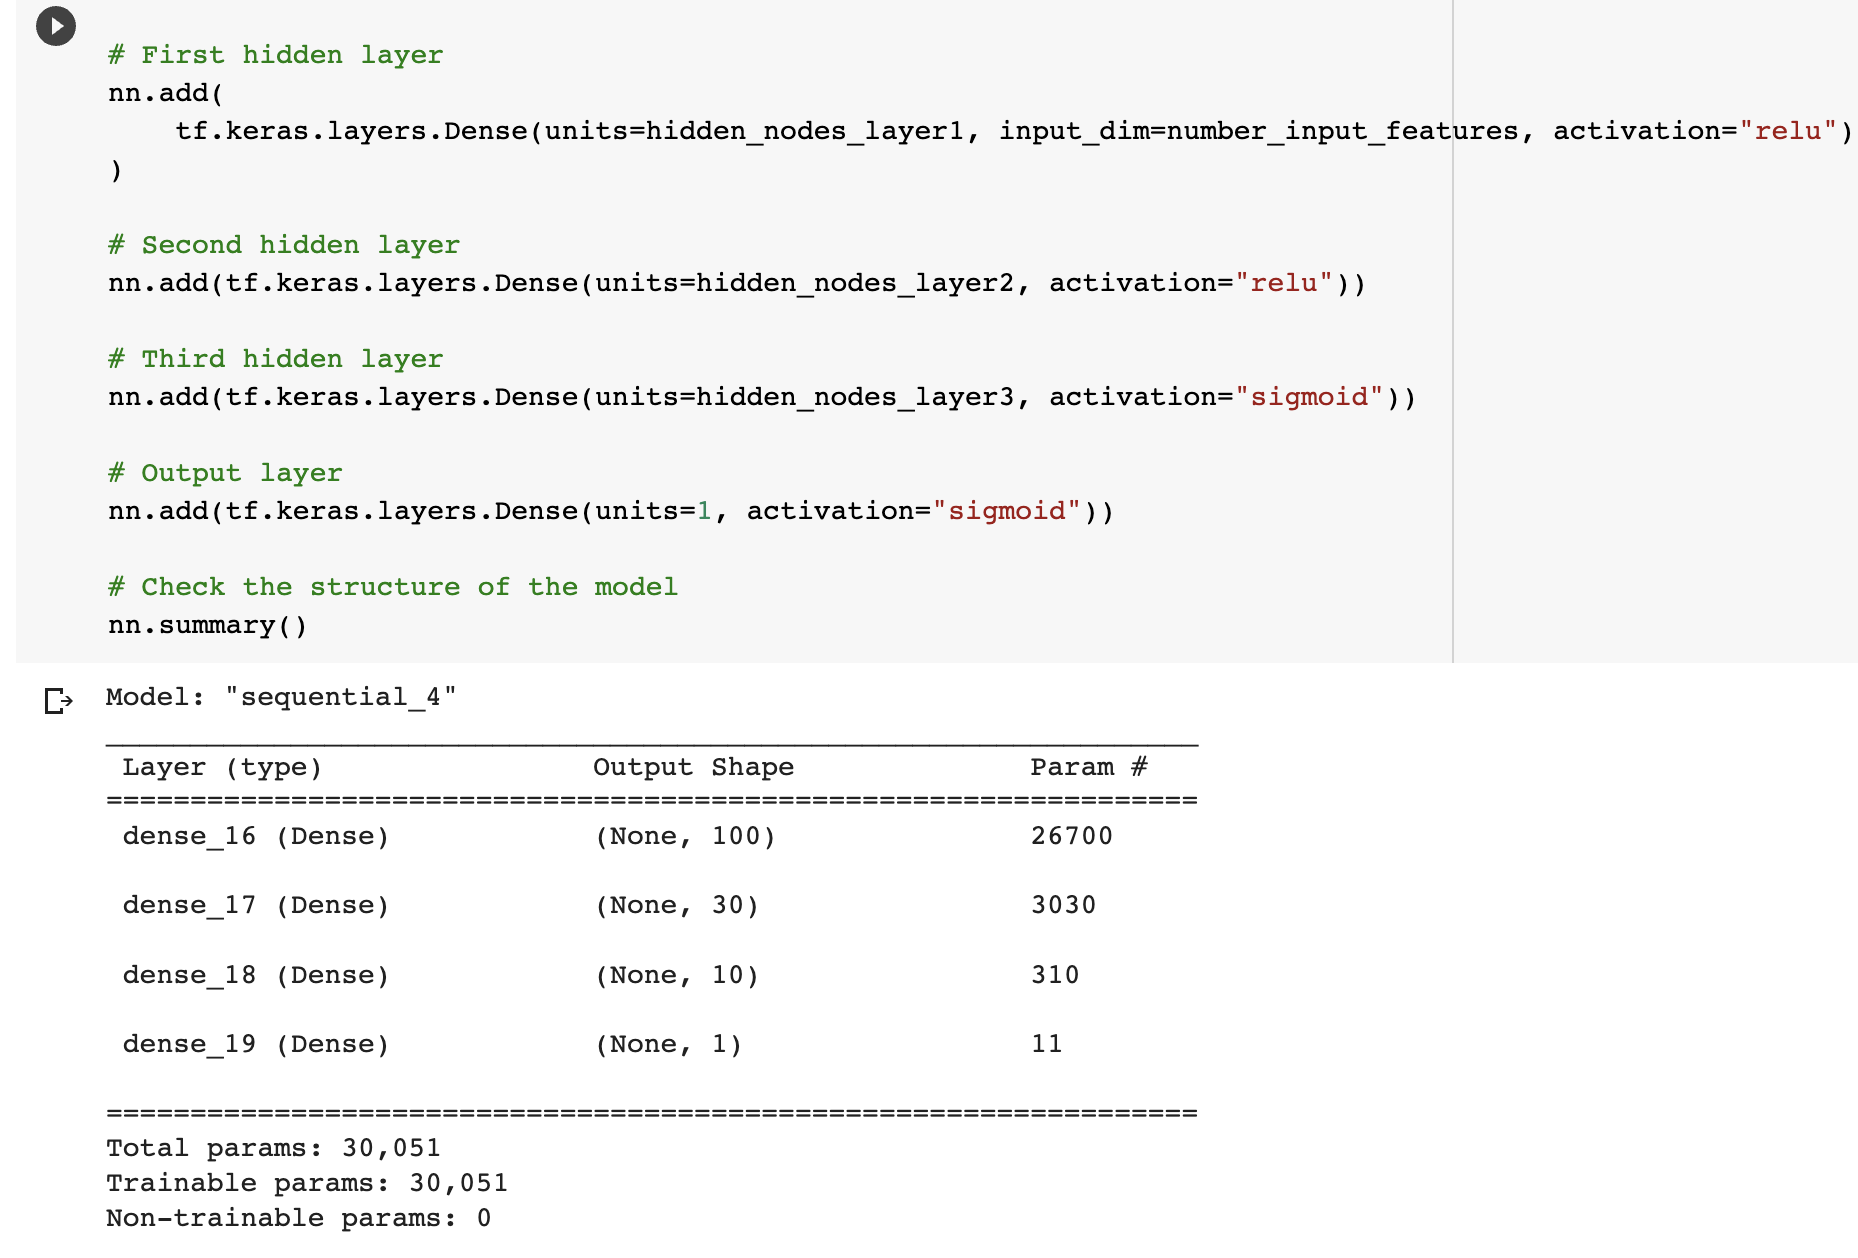 # First hidden layer
nn.add(
    tf.keras.layers.Dense(units=hidden_nodes_layer1, input_dim=number_input_features, activation="relu")
)
# Second hidden layer
nn.add(tf.keras.layers.Dense(units=hidden_nodes_layer2, activation="relu"))
# Third hidden layer
nn.add(tf.keras.layers.Dense(units=hidden_nodes_layer3, activation="sigmoid"))
# Output layer
nn.add(tf.keras.layers.Dense(units=1, activation="sigmoid"))
# Check the structure of the model
nn.summary()
Model: "sequential_4"
_________________________________________________________________
Layer (type)                Output Shape              Param #
=================================================================
dense_16 (Dense)            (None, 100)               26700
dense_17 (Dense)            (None, 30)                3030
dense_18 (Dense)            (None, 10)                310
dense_19 (Dense)            (None, 1)                 11
=================================================================
Total params: 30,051
Trainable params: 30,051
Non-trainable params: 0